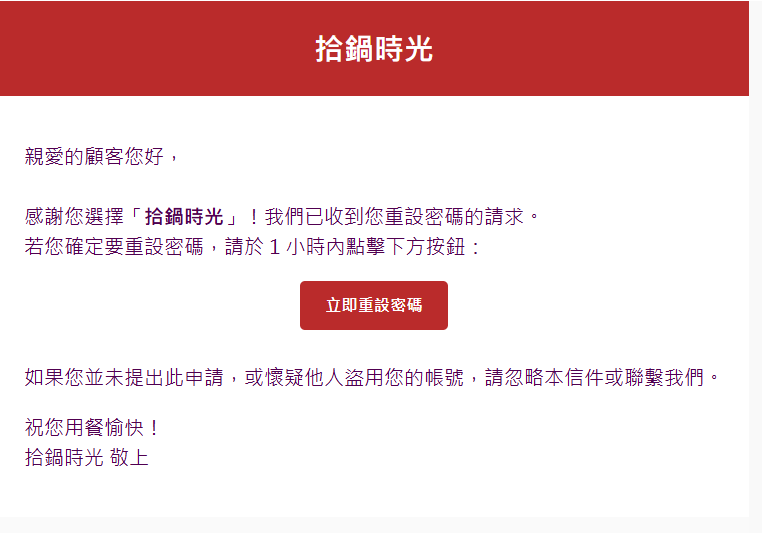 拾鍋時光
親愛的顧客您好，
感謝您選擇「拾鍋時光」！我們已收到您重設密碼的請求。
若您確定要重設密碼，請於 1 小時內點擊下方按鈕：
立即重設密碼
如果您並未提出此申請，或懷疑他人盜用您的帳號，請忽略本信件或聯繫我們。
祝您用餐愉快！
拾鍋時光 敬上